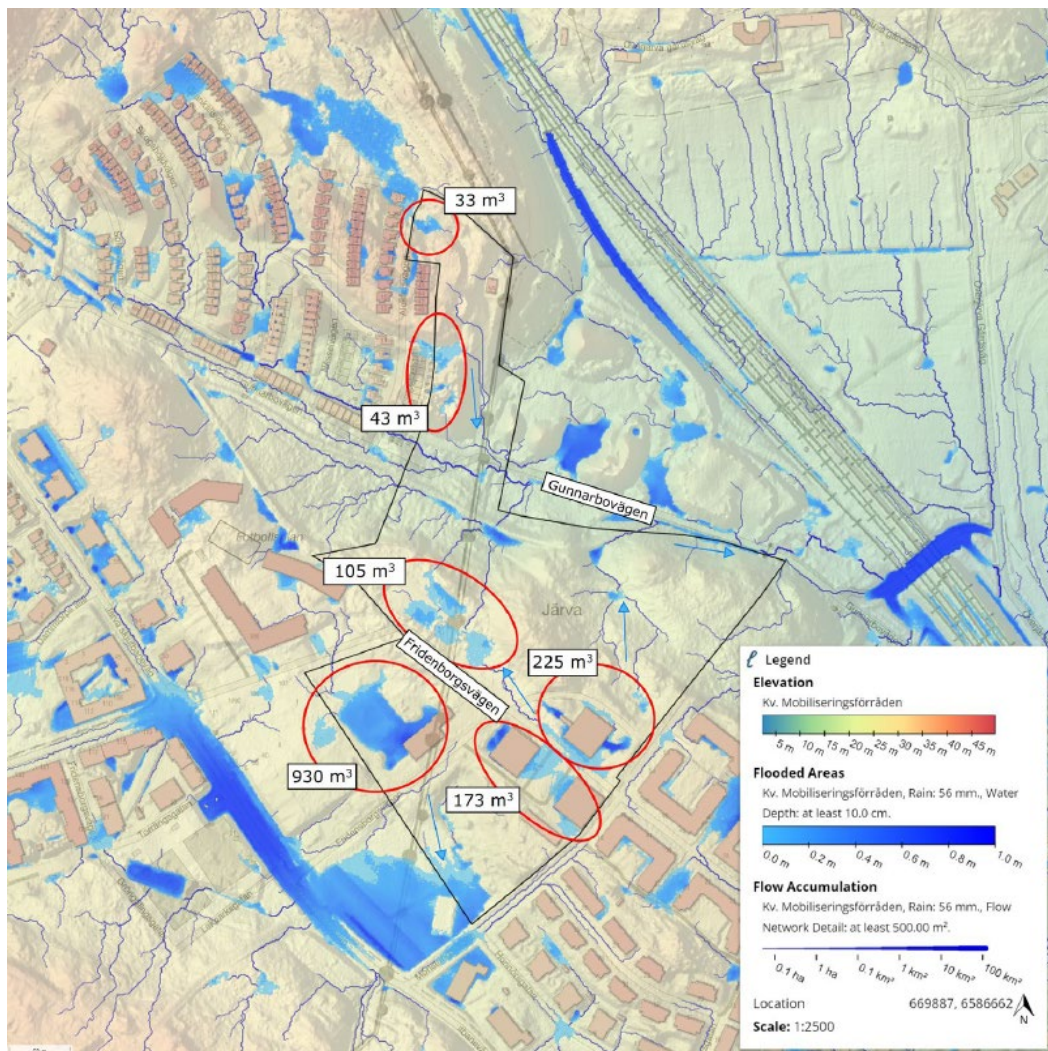 33 m³
43 m³
Gunnarbovägen
105 m³
Järva
Fridenborgsvägen
225 m³
930 m³
173 m³
Legend
Elevation
Kv. Mobiliseringsförråden
5 m 10 m 15 m 20 m 25 m 30 m 35 m 40 m 45 m
Flooded Areas
Kv. Mobiliseringsförråden, Rain: 56 mm., Water
Depth: at least 10.0 cm.
0.0 m 0.2 m 0.4 m 0.6 m 0.8 m 1.0 m
Flow Accumulation
Kv. Mobiliseringsförråden, Rain: 56 mm., Flow
Network Detail: at least 500.00 m².
0.1 ha 1 ha 0.1 km² 1 km² 10 km² 100 km²
Location 669887, 6586662
N
Scale: 1:2500